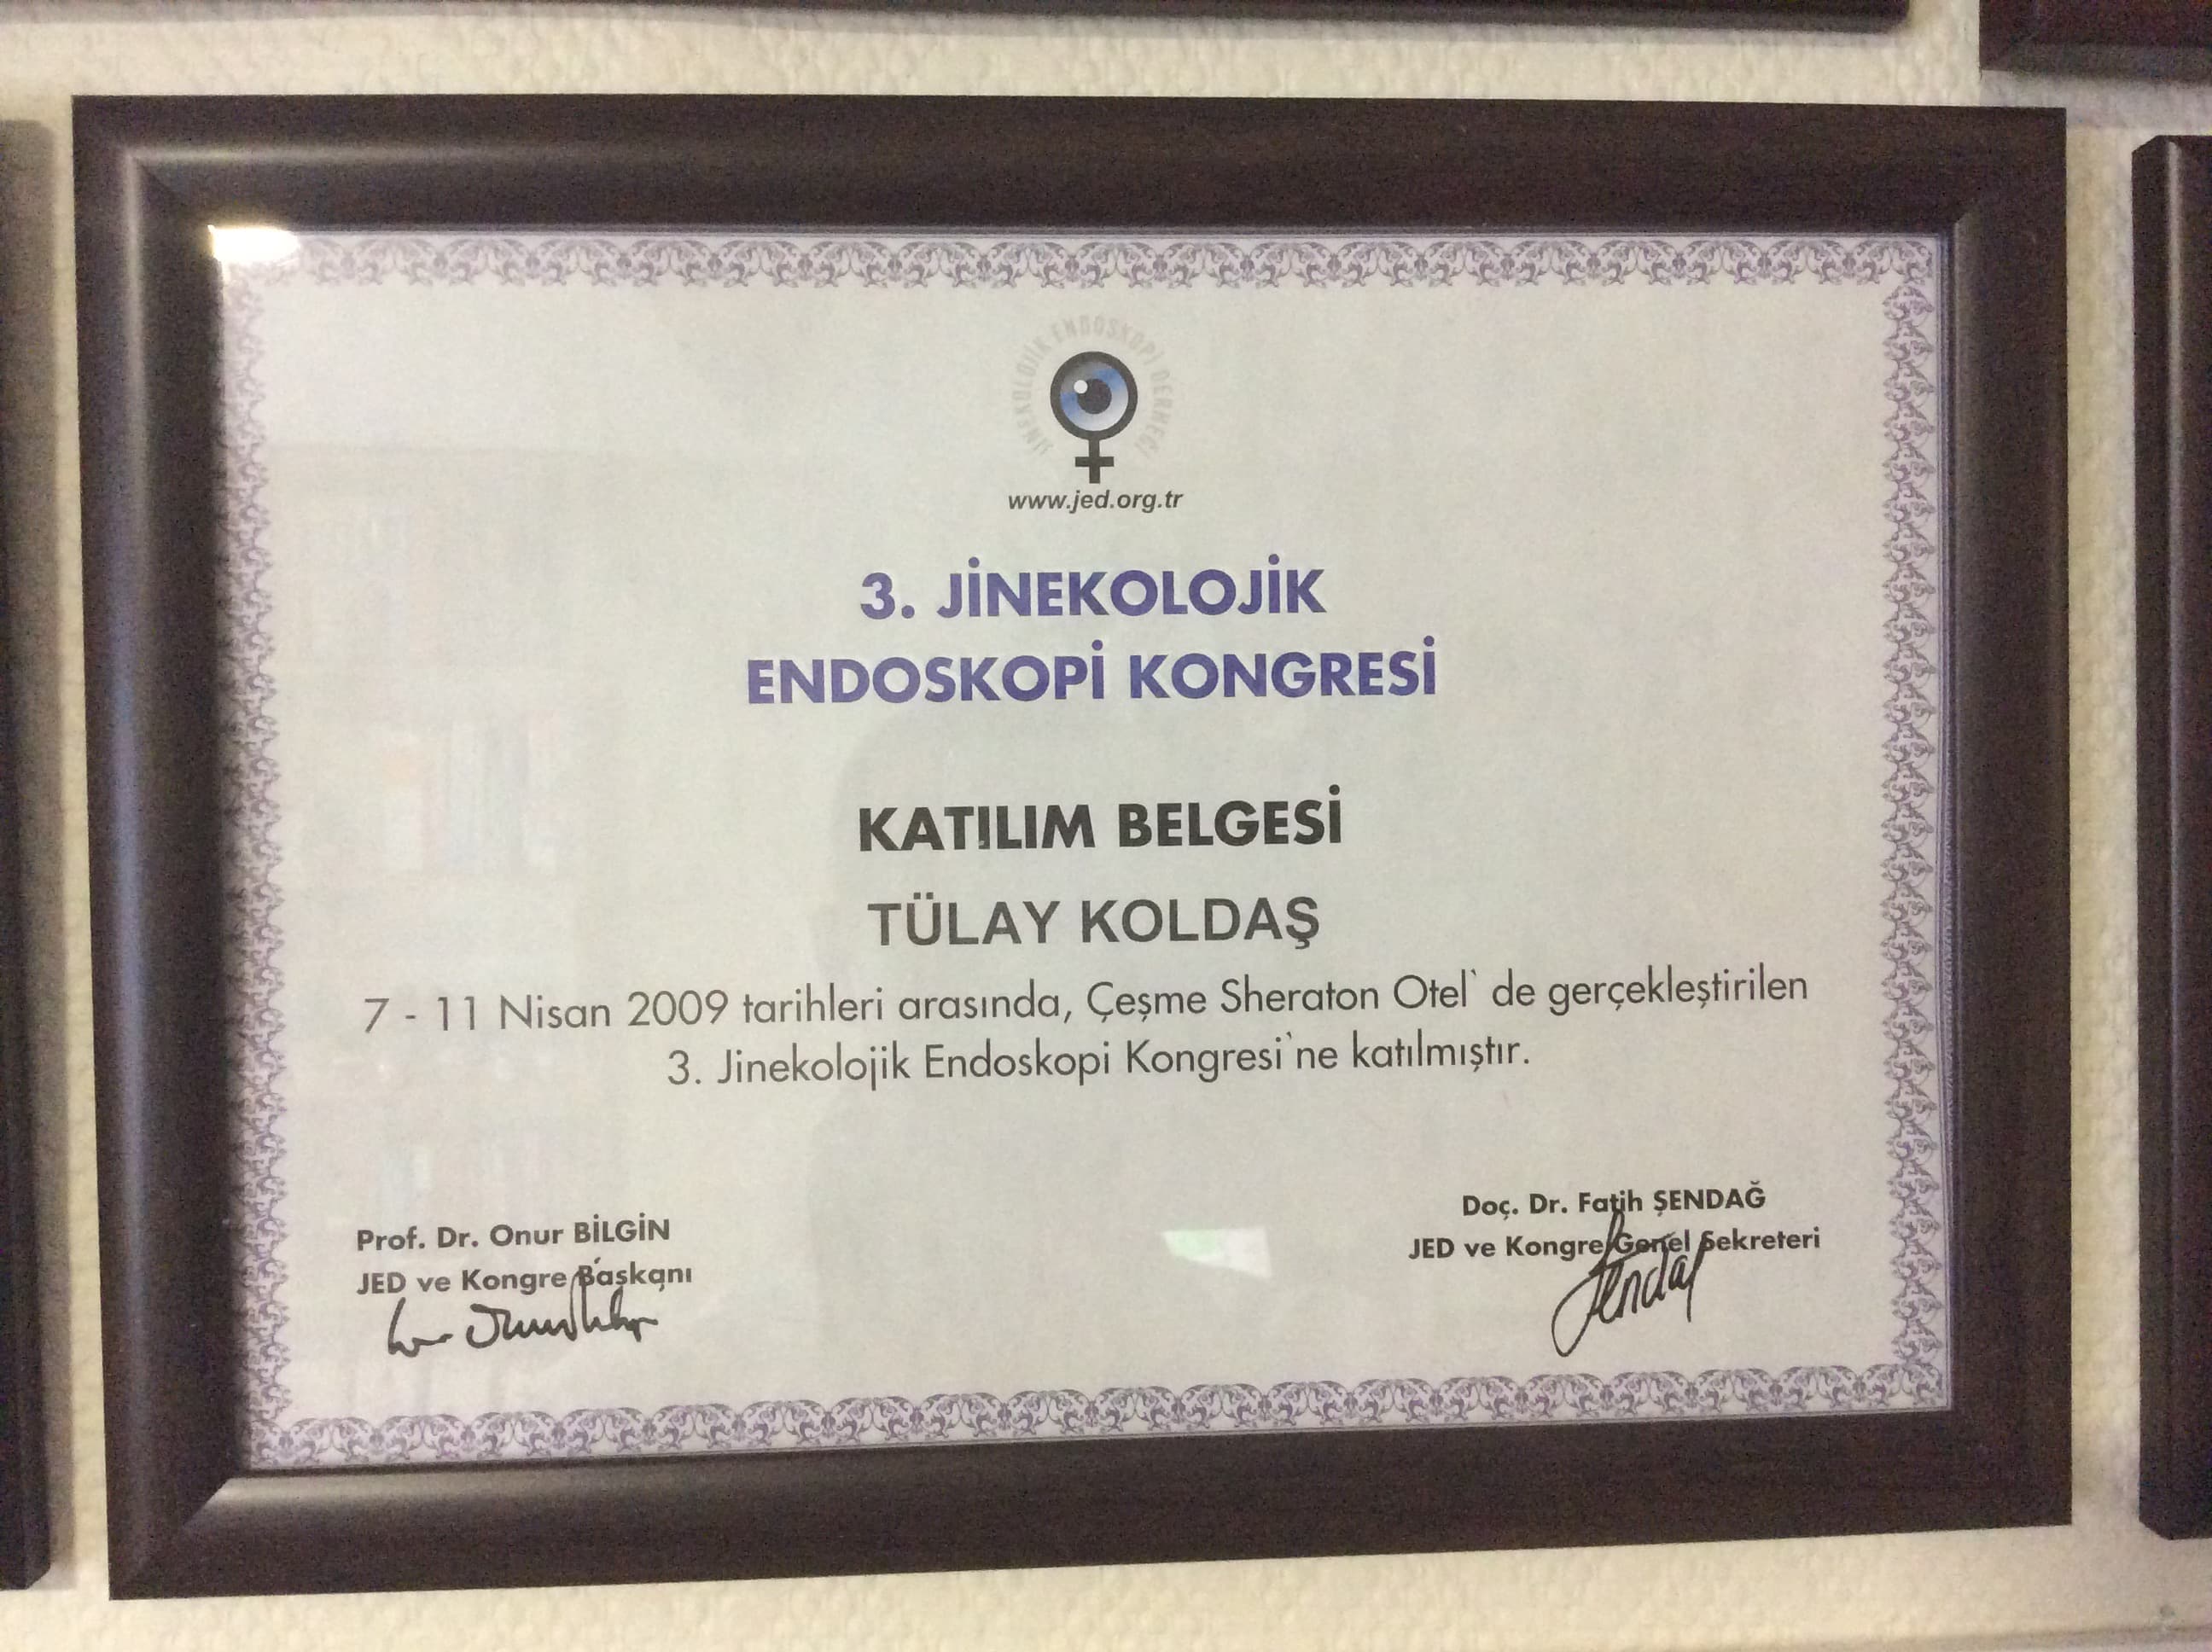 JİNEKOLOJİK ENDOSKOPİ DERNEĞİ
www.jed.org.tr
3. JİNEKOLOJİK
ENDOSKOPİ KONGRESİ
KATILIM BELGESİ
TÜLAY KOLDAŞ
7 - 11 Nisan 2009 tarihleri arasında, Çeşme Sheraton Otel`de gerçekleştirilen
3. Jinekolojik Endoskopi Kongresi`ne katılmıştır.
Prof. Dr. Onur BİLGİN
JED ve Kongre Başkanı
Doç. Dr. Fatih ŞENDAĞ
JED ve Kongre Genel Sekreteri